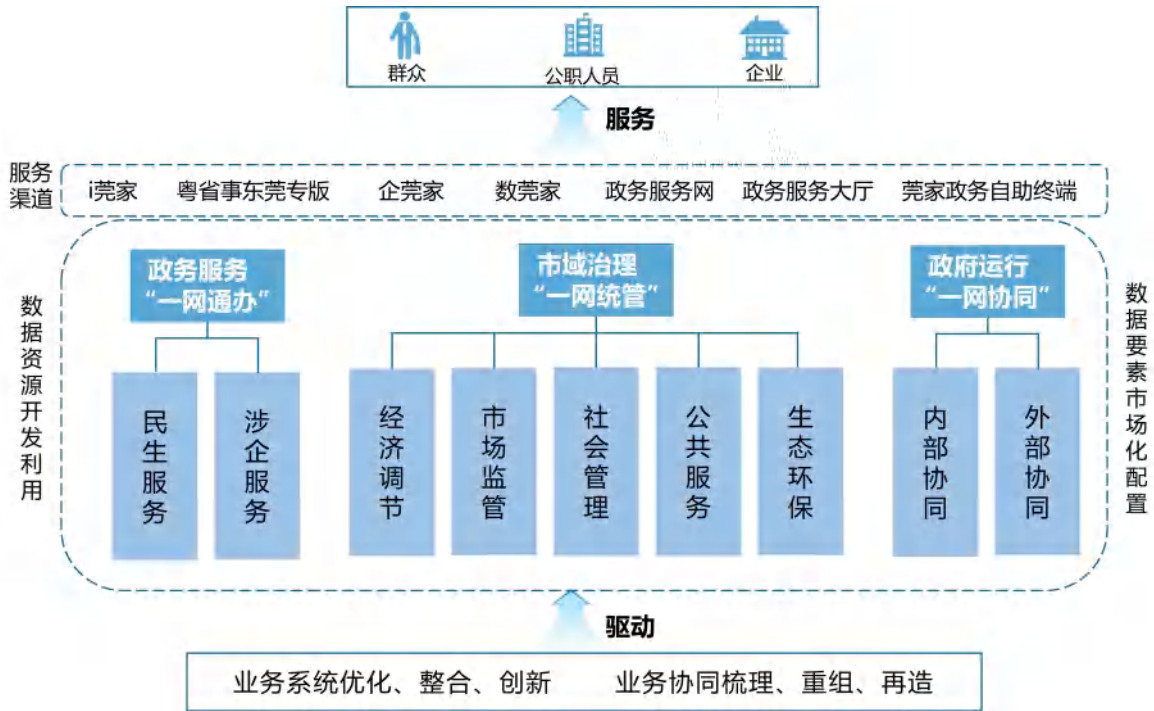 群众
公职人员
企业
服务
服务
渠道
i莞家
粤省事东莞专版
企莞家
数莞家
政务服务网
政务服务大厅
莞家政务自助终端
数据资源开发利用
政务服务
“一网通办”
市域治理
“一网统管”
政府运行
“一网协同”
数据要素市场化配置
民生服务
涉企服务
经济调节
市场监管
社会管理
公共服务
生态环保
内部协同
外部协同
驱动
业务系统优化、整合、创新
业务协同梳理、重组、再造